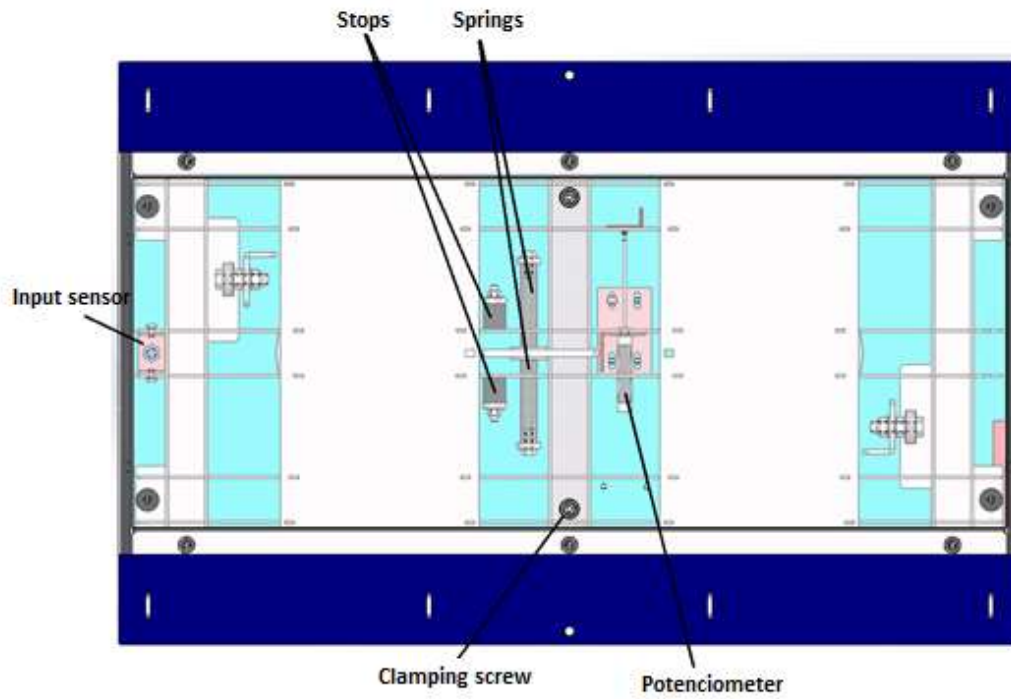 Stops
Springs
Input sensor
Clamping screw
Potenciometer